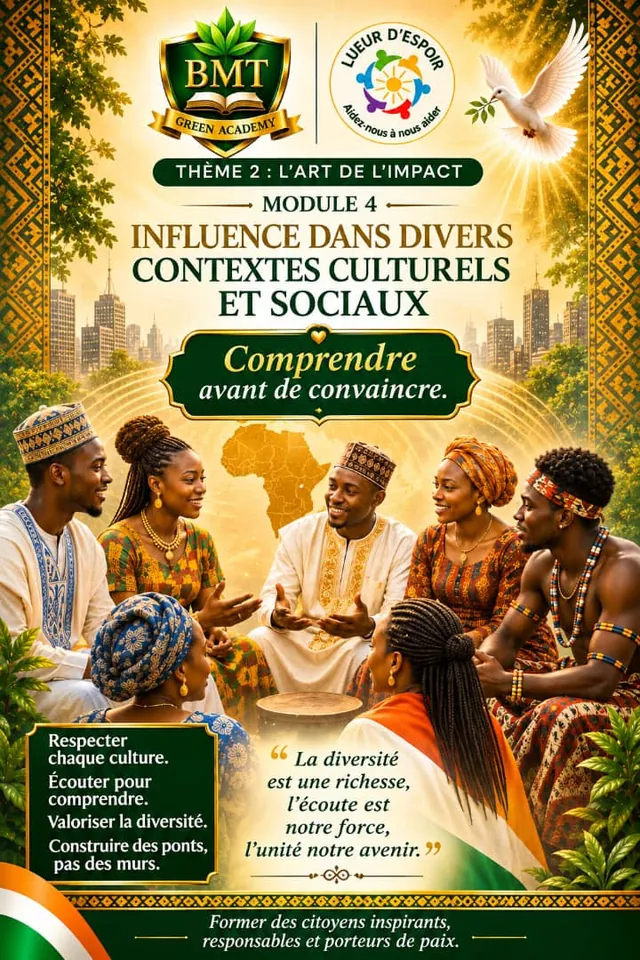 BMT
GREEN ACADEMY
LUEUR D'ESPOIR
Aidez-nous à nous aider
THÈME 2 : L'ART DE L'IMPACT
MODULE 4
INFLUENCE DANS DIVERS
CONTEXTES CULTURELS
ET SOCIAUX
Comprendre
avant de convaincre.
Respecter
chaque culture.
Écouter pour
comprendre.
Valoriser la diversité.
Construire des ponts,
pas des murs.
“ La diversité
est une richesse,
l'écoute est
notre force,
l'unité notre avenir. ”
Former des citoyens inspirants,
responsables et porteurs de paix.